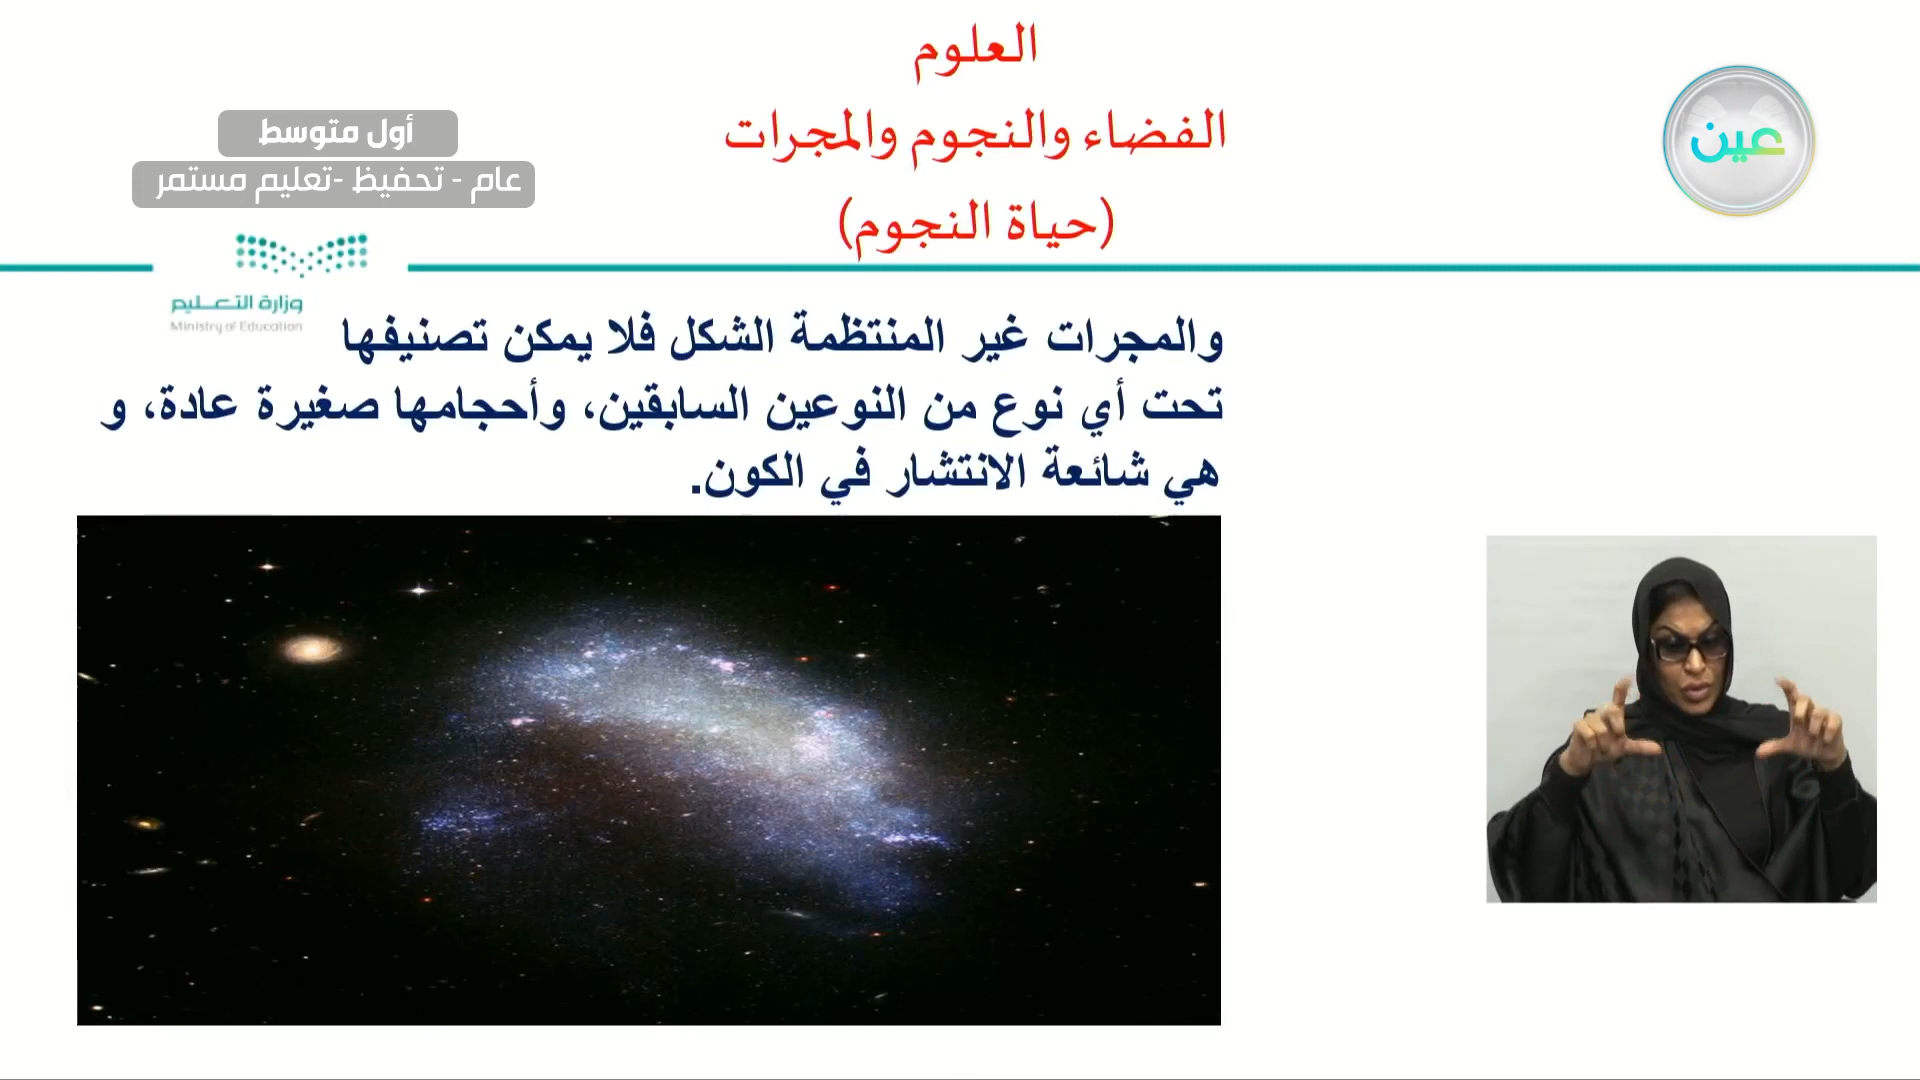 العلوم
الفضاء والنجوم والمجرات
(حياة النجوم)
عين
أول متوسط
عام - تحفيظ -تعليم مستمر
وزارة التعـــليم
Ministry of Education
والمجرات غير المنتظمة الشكل فلا يمكن تصنيفها
تحت أي نوع من النوعين السابقين، وأحجامها صغيرة عادة، و
هي شائعة الانتشار في الكون.